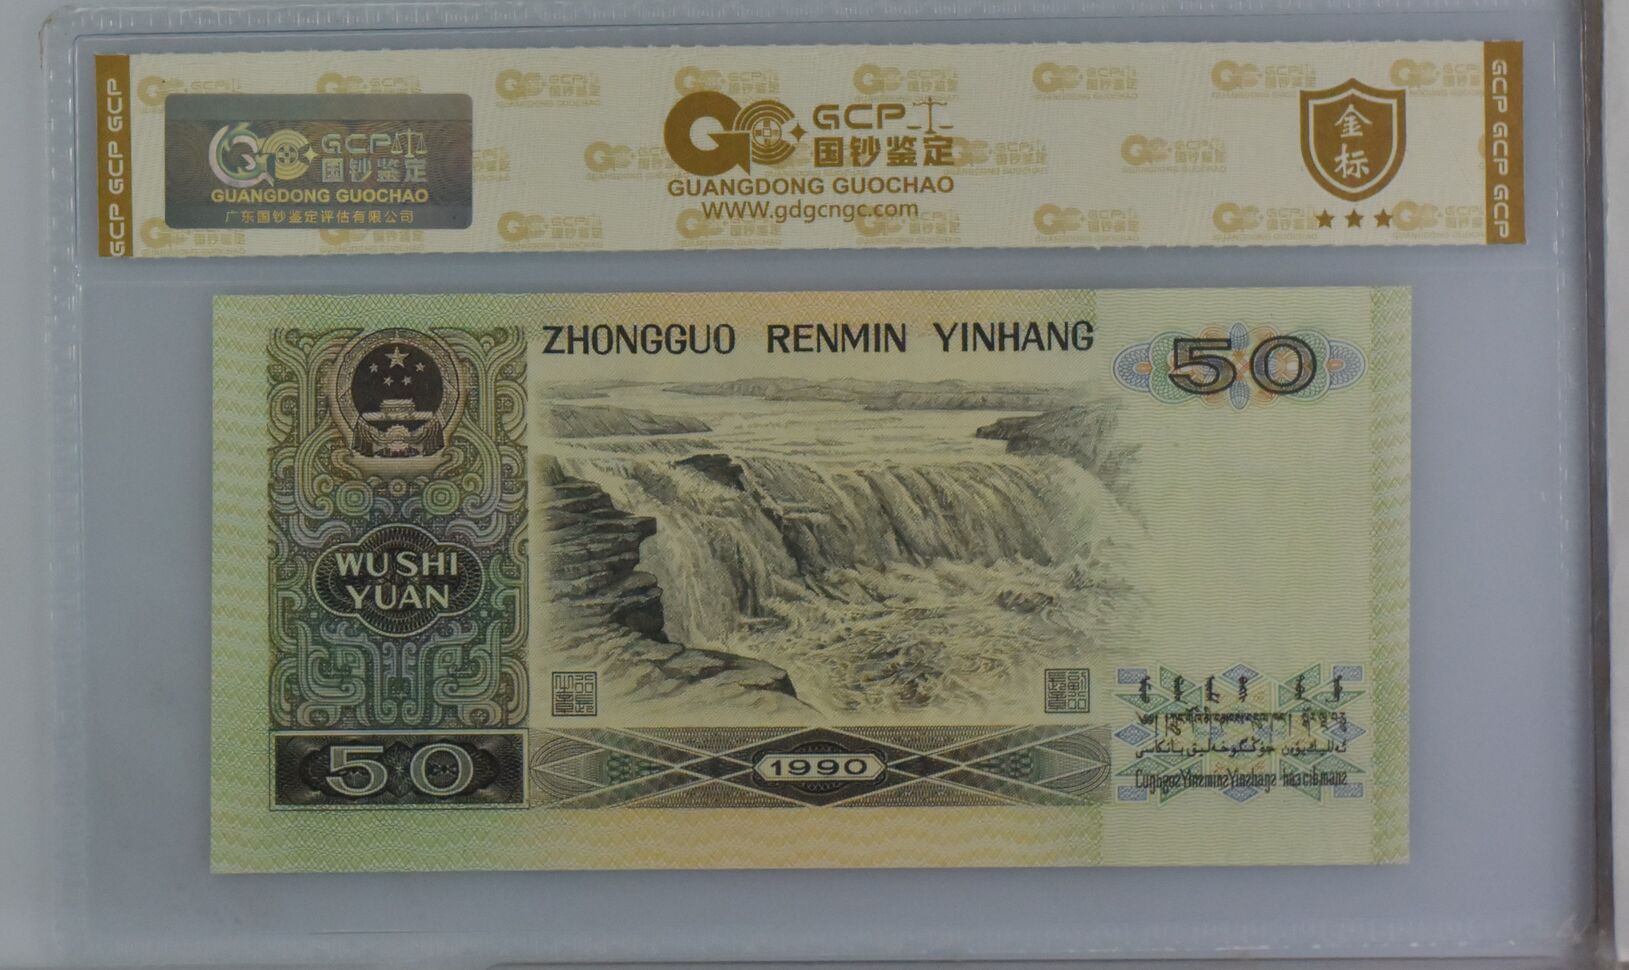 GCP GCP GCP
GCP
国钞鉴定
GUANGDONG GUOCHAO
广东国钞鉴定评估有限公司
GCP
国钞鉴定
GUANGDONG GUOCHAO
WWW.gdgcngc.com
金标
GCP GCP GCP
ZHONGGUO RENMIN YINHANG
50
WU SHI
YUAN
50
1990